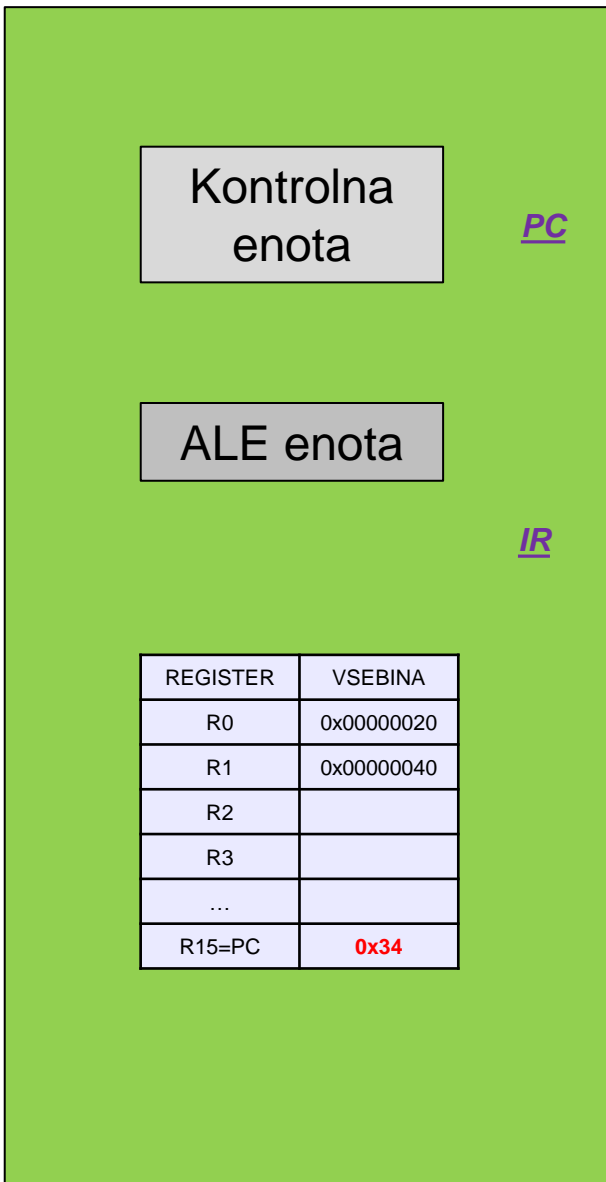 Kontrolna
enota
PC
ALE enota
IR
REGISTER VSEBINA
R0 0x00000020
R1 0x00000040
R2
R3
…
R15=PC 0x34